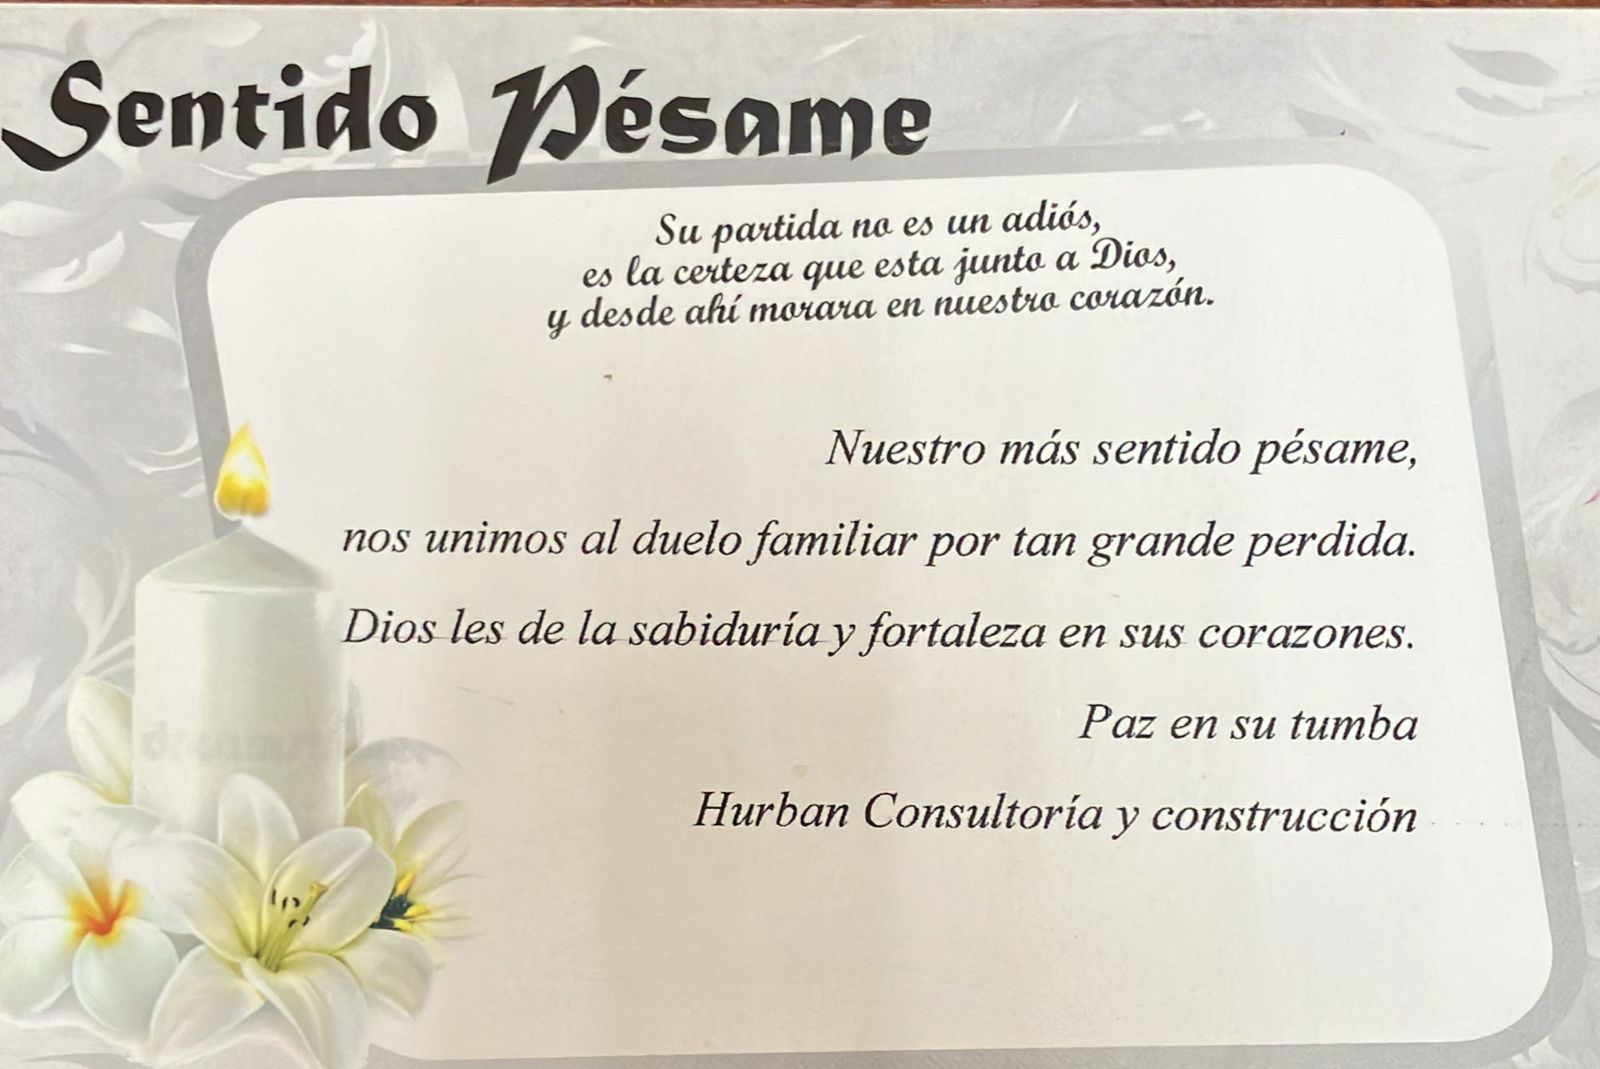 Sentido Pésame
Su partida no es un adiós,
es la certeza que esta junto a Dios,
y desde ahí morara en nuestro corazón.
Nuestro más sentido pésame,
nos unimos al duelo familiar por tan grande perdida.
Dios les de la sabiduría y fortaleza en sus corazones.
Paz en su tumba
Hurban Consultoría y construcción